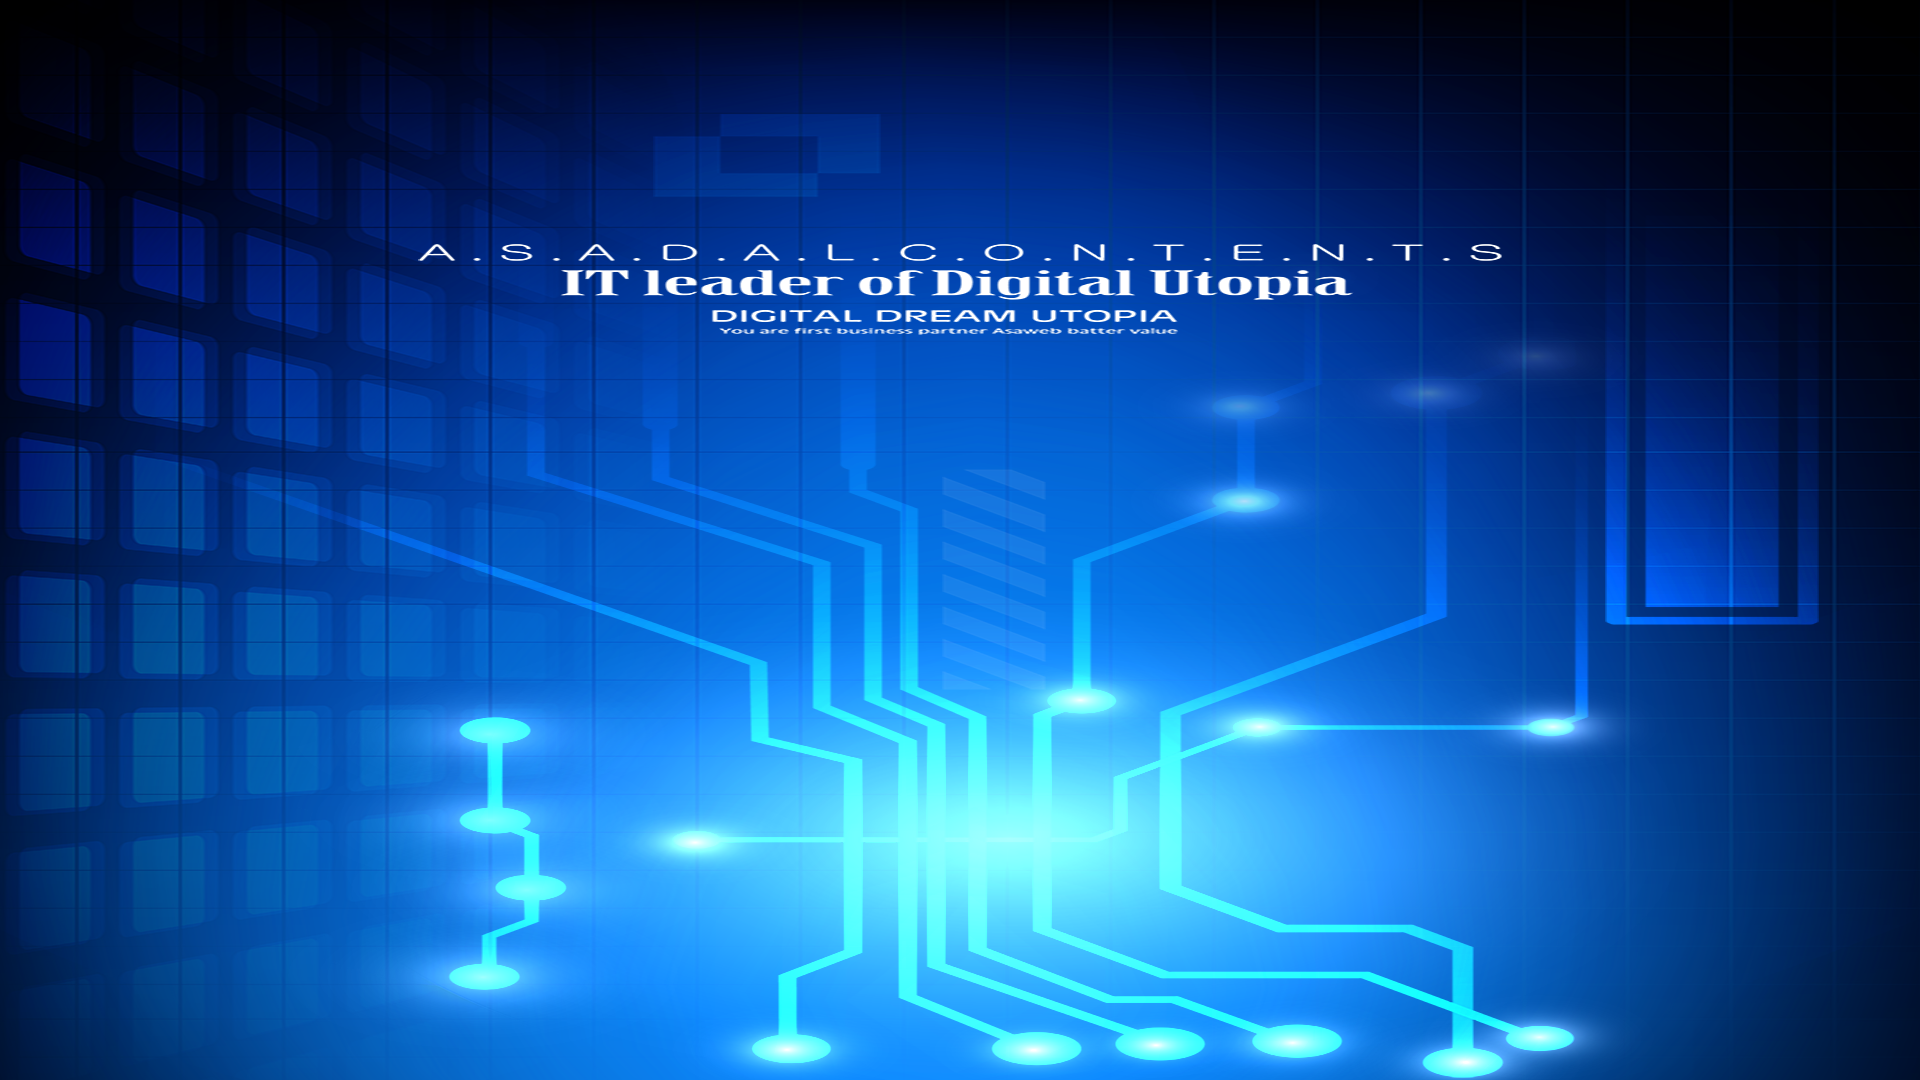 A.S.A.D.A.L.C.O.N.T.E.N.T.S
IT leader of Digital Utopia
DIGITAL DREAM UTOPIA
You are first business partner Asaweb batter value